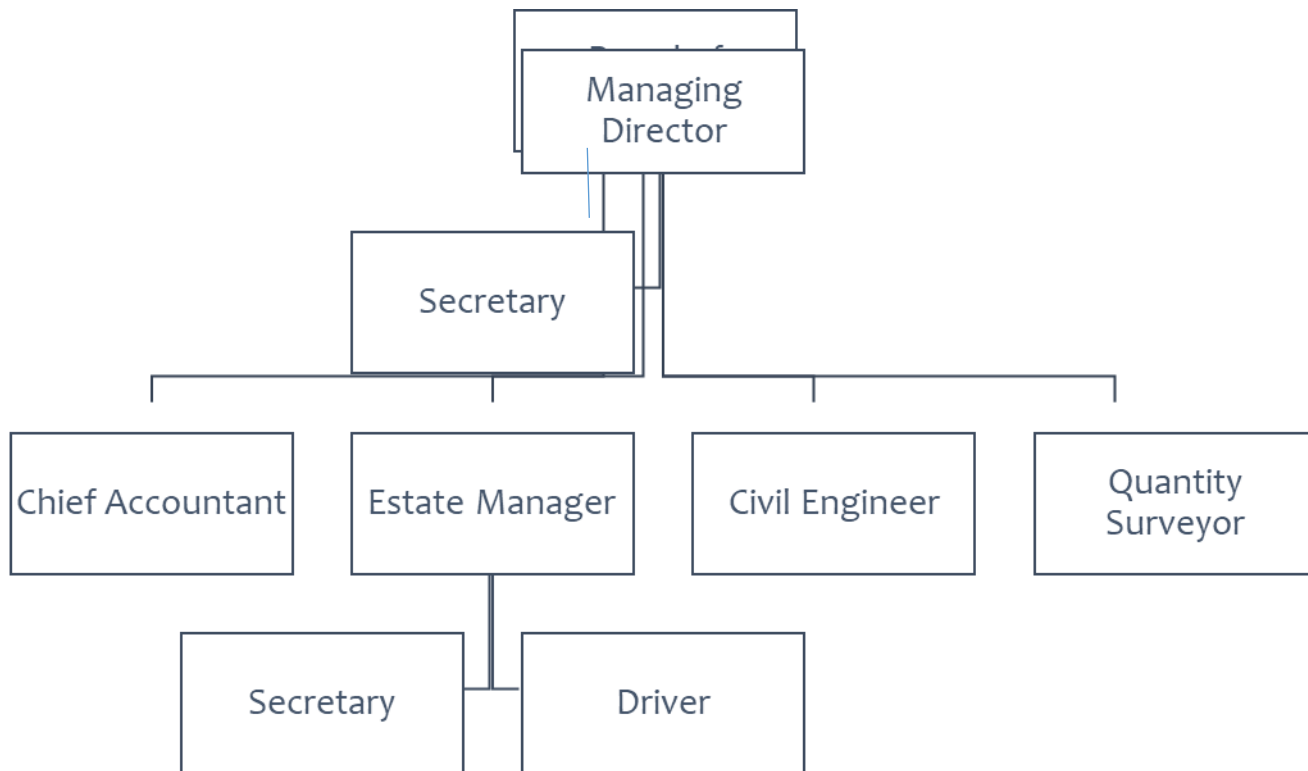 Managing
Director
Secretary
Chief Accountant
Estate Manager
Civil Engineer
Quantity
Surveyor
Secretary
Driver